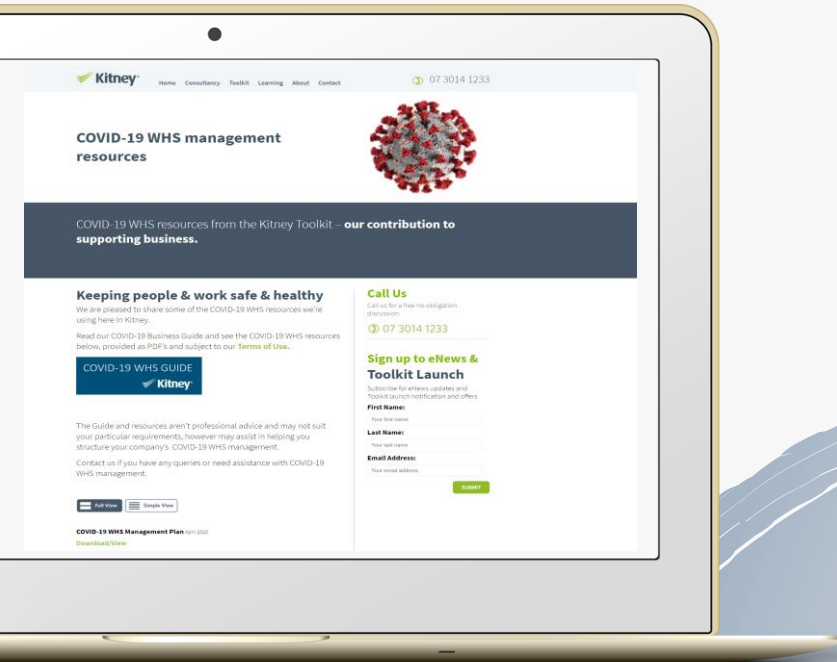 Kitney
Home Consultancy Toolkit Learning About Contact
07 3014 1233
COVID-19 WHS management
resources
COVID-19 WHS resources from the Kitney Toolkit – our contribution to
supporting business.
Keeping people & work safe & healthy
We are pleased to share some of the COVID-19 WHS resources we're
using here in Kitney.
Read our COVID-19 Business Guide and see the COVID-19 WHS resources
below, provided as PDF's and subject to our Terms of Use.
COVID-19 WHS GUIDE
Kitney
The Guide and resources aren't professional advice and may not suit
your particular requirements, however may assist in helping you
structure your company's COVID-19 WHS management.
Contact us if you have any queries or need assistance with COVID-19
WHS management.
Full View Simple View
COVID-19 WHS Management Plan April 2020
Download/View
Call Us
Call us for a free no-obligation
discussion
07 3014 1233
Sign up to eNews &
Toolkit Launch
Subscribe for eNews updates and
Toolkit launch notification and offers
First Name:
Your first name
Last Name:
Your last name
Email Address:
Your email address
SUBMIT